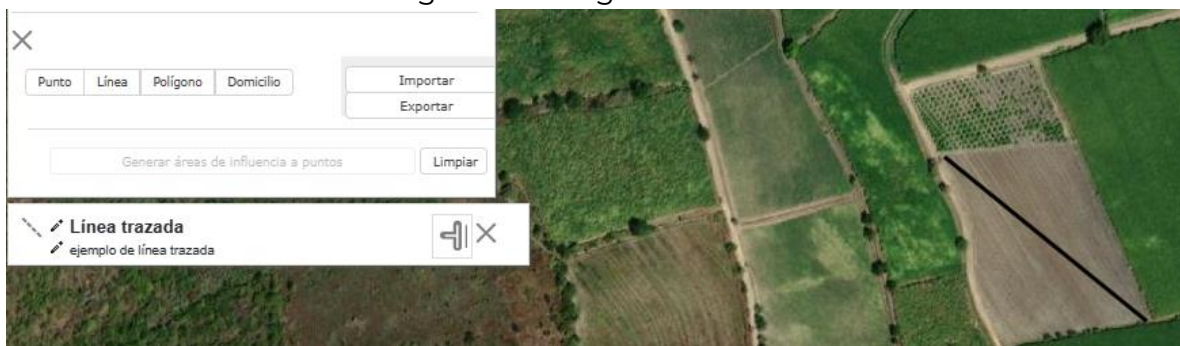 Punto Línea Polígono Domicilio Importar
Exportar
Generar áreas de influencia a puntos Limpiar
Línea trazada
ejemplo de línea trazada